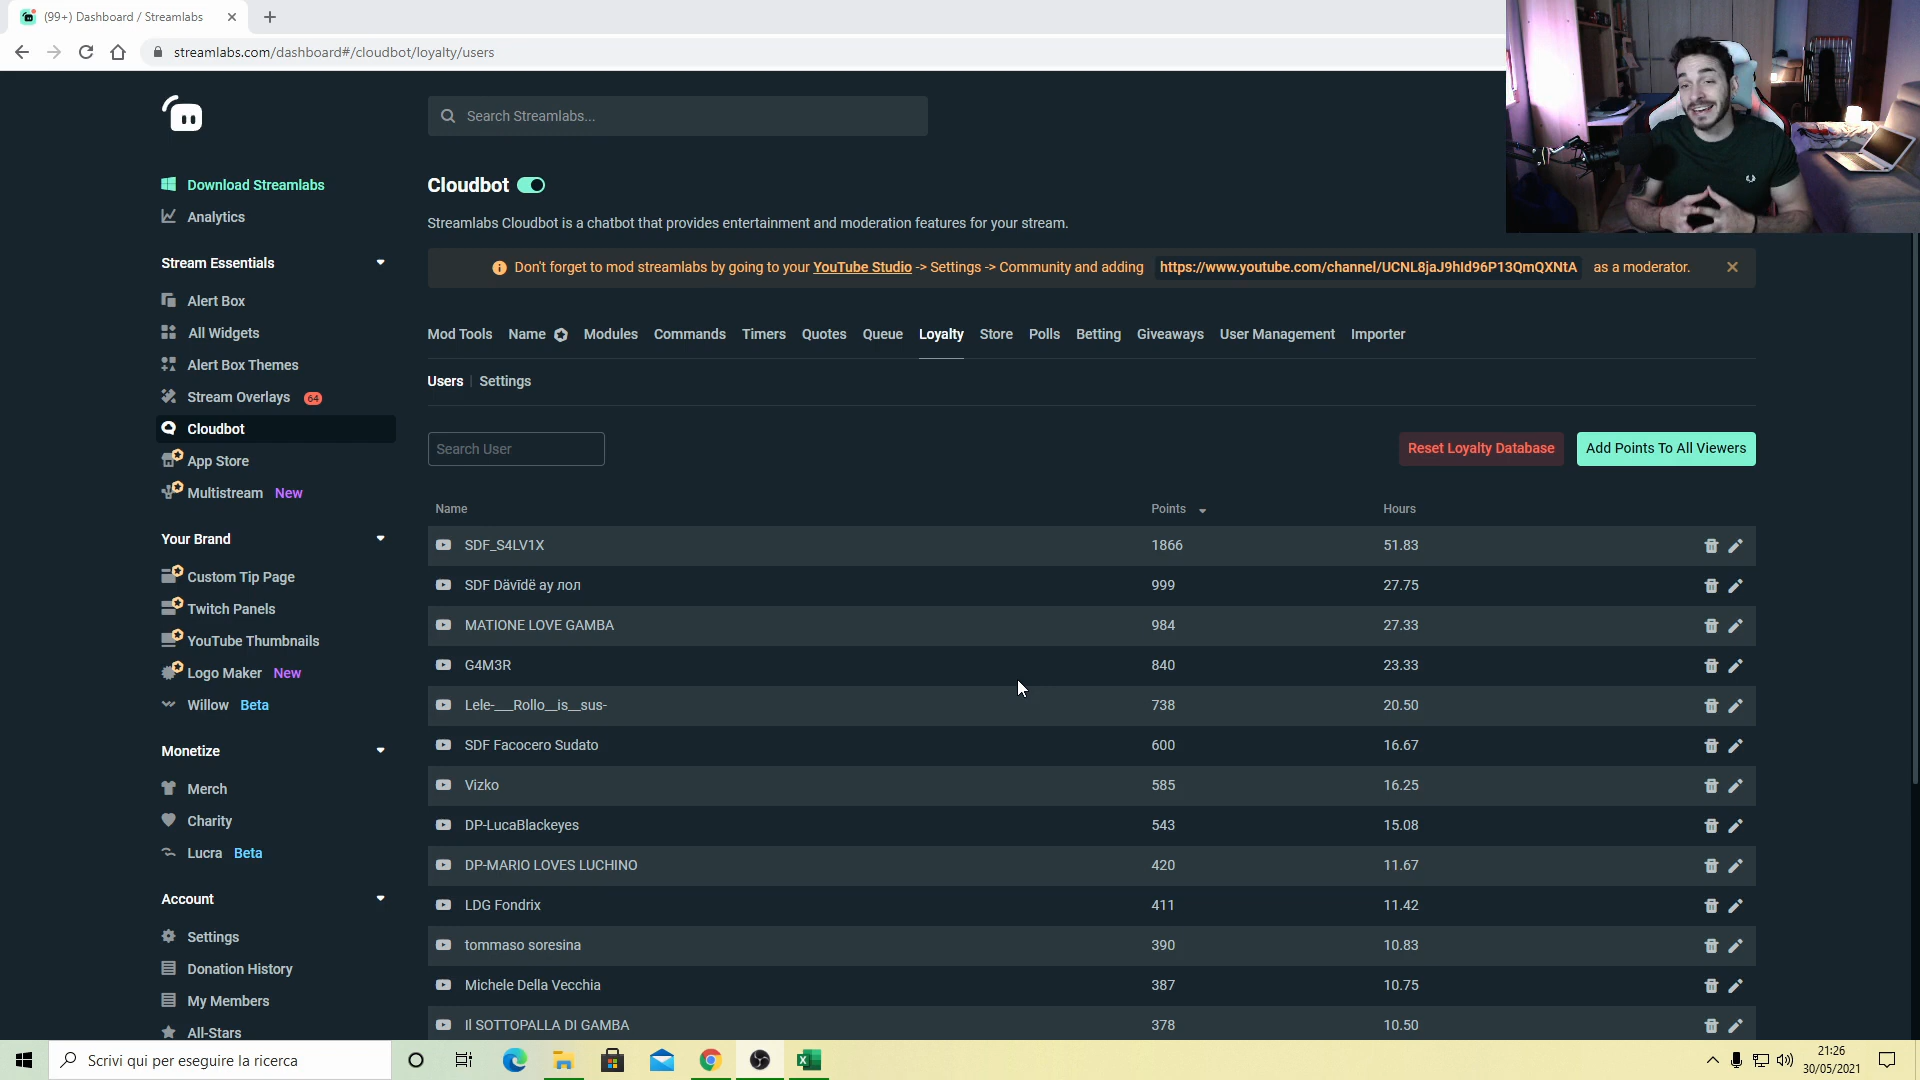 (99+) Dashboard / Streamlabs
streamlabs.com/dashboard#/cloudbot/loyalty/users
Search Streamlabs...
Download Streamlabs
Analytics
Stream Essentials
Alert Box
All Widgets
Alert Box Themes
Stream Overlays 64
Cloudbot
App Store
Multistream New
Your Brand
Custom Tip Page
Twitch Panels
YouTube Thumbnails
Logo Maker New
Willow Beta
Monetize
Merch
Charity
Lucra Beta
Account
Settings
Donation History
My Members
All-Stars
Cloudbot
Streamlabs Cloudbot is a chatbot that provides entertainment and moderation features for your stream.
Don't forget to mod streamlabs by going to your YouTube Studio -> Settings -> Community and adding https://www.youtube.com/channel/UCNL8jaJ9hId96P13QmQXNtA as a moderator.
Mod Tools Name Modules Commands Timers Quotes Queue Loyalty Store Polls Betting Giveaways User Management Importer
Users | Settings
Search User
Reset Loyalty Database Add Points To All Viewers
Name Points Hours
SDF_S4LV1X 1866 51.83
SDF Dävīdë ау лол 999 27.75
MATIONE LOVE GAMBA 984 27.33
G4M3R 840 23.33
Lele-___Rollo__is__sus- 738 20.50
SDF Facocero Sudato 600 16.67
Vizko 585 16.25
DP-LucaBlackeyes 543 15.08
DP-MARIO LOVES LUCHINO 420 11.67
LDG Fondrix 411 11.42
tommaso soresina 390 10.83
Michele Della Vecchia 387 10.75
Il SOTTOPALLA DI GAMBA 378 10.50
Scrivi qui per eseguire la ricerca
21:26
30/05/2021